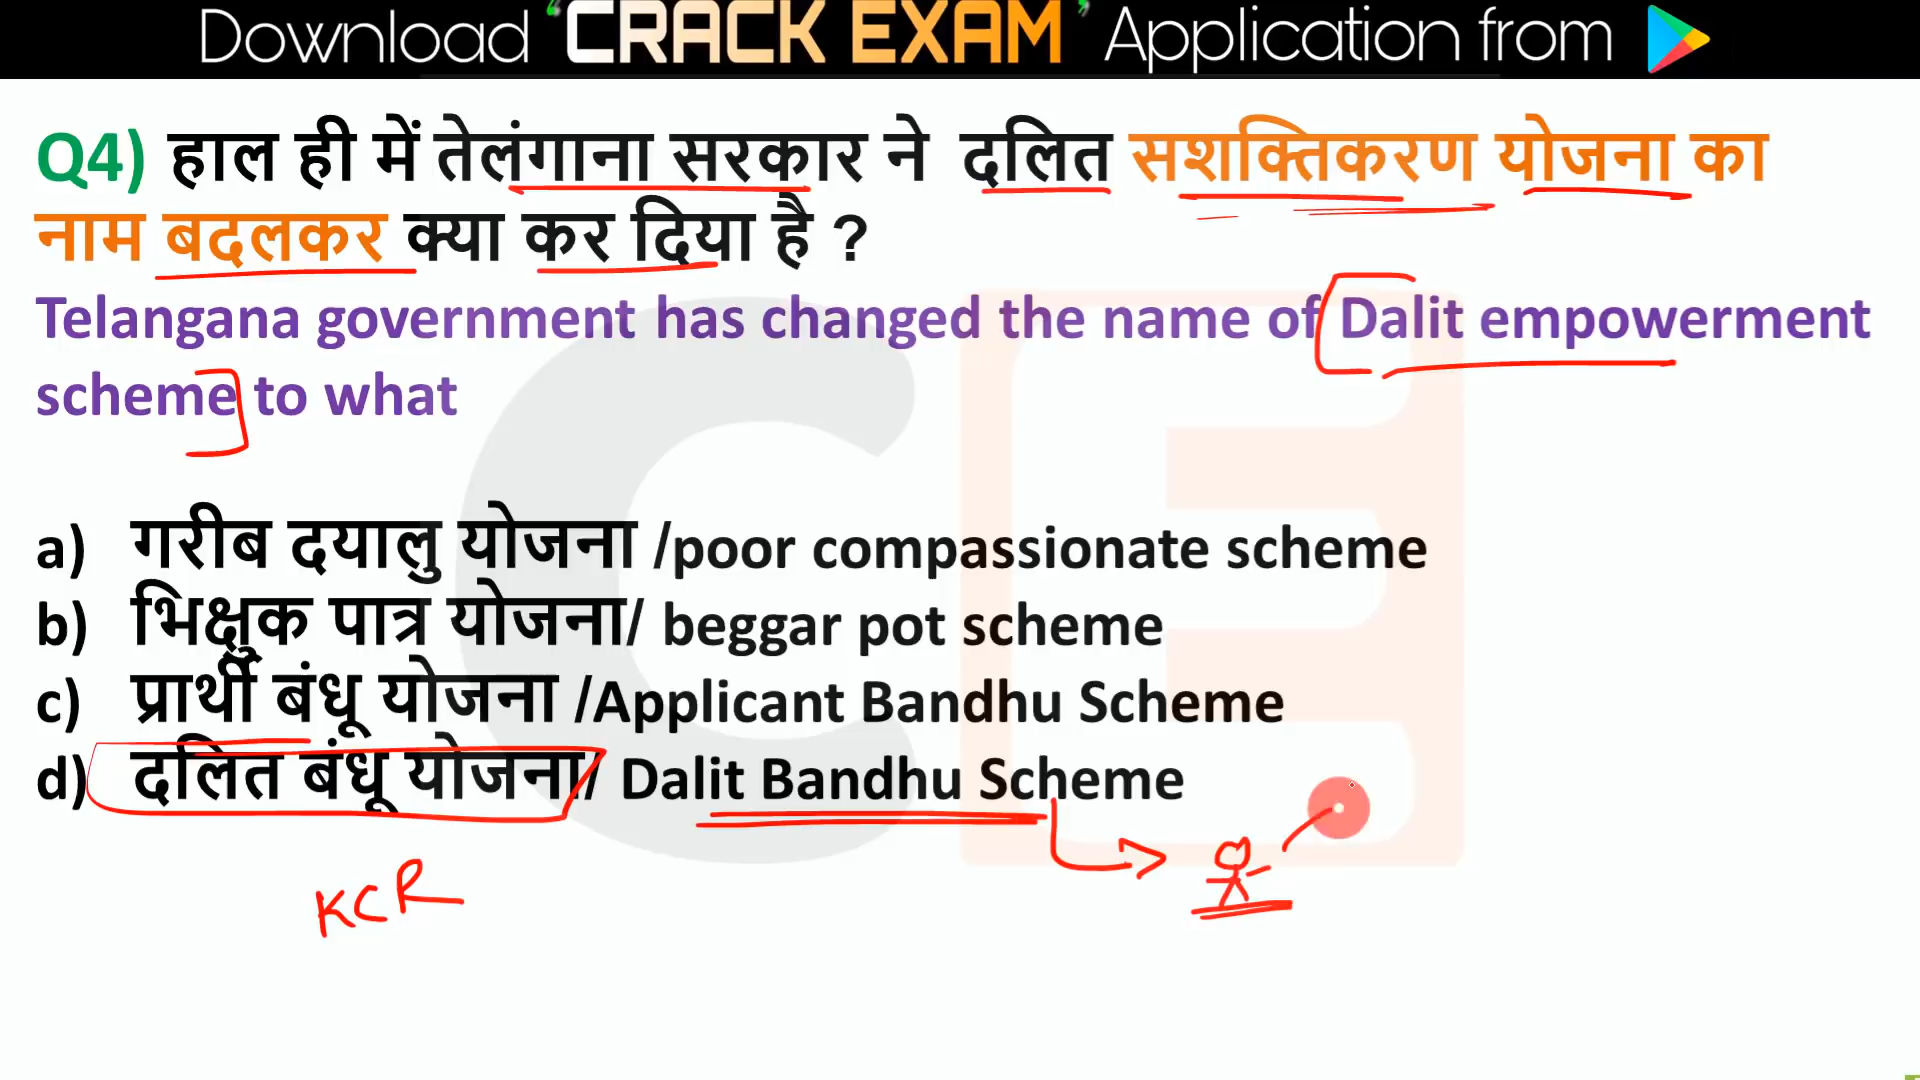 Download ‘CRACK EXAM’ Application from
Q4) हाल ही में तेलंगाना सरकार ने दलित सशक्तिकरण योजना का
नाम बदलकर क्या कर दिया है ?
Telangana government has changed the name of Dalit empowerment
scheme to what
a) गरीब दयालु योजना /poor compassionate scheme
b) भिक्षुक पात्र योजना/ beggar pot scheme
c) प्रार्थी बंधू योजना /Applicant Bandhu Scheme
d) दलित बंधू योजना/ Dalit Bandhu Scheme
KCR
CE